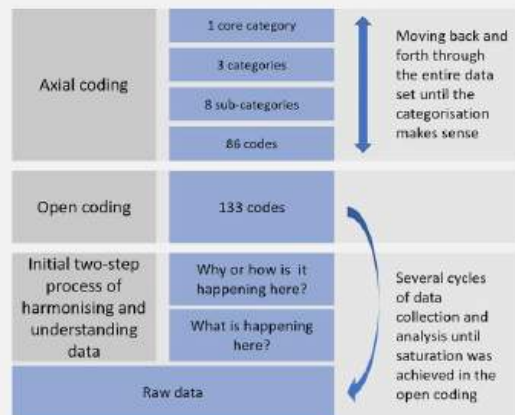 Axial coding
1 core category
3 categories
8 sub-categories
86 codes
Moving back and
forth through
the entire data
set until the
categorisation
makes sense
Open coding
133 codes
Initial two-step
process of
harmonising and
understanding
data
Why or how is it
happening here?
What is happening
here?
Several cycles
of data
collection and
analysis until
saturation was
achieved in the
open coding
Raw data